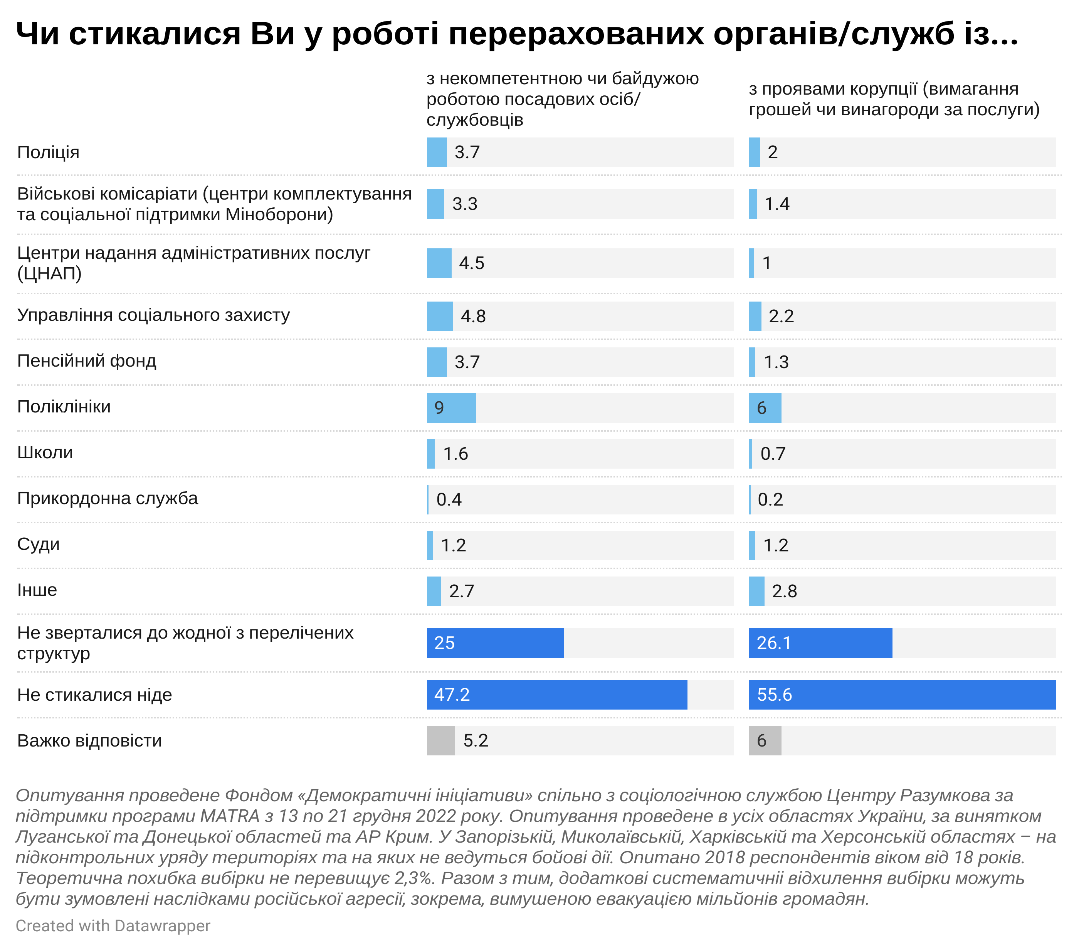 Чи стикалися Ви у роботі перерахованих органів/служб із...
з некомпетентною чи байдужою
роботою посадових осіб/
службовців
з проявами корупції (вимагання
грошей чи винагороди за послуги)
Поліція
3.7
2
Військові комісаріати (центри комплектування
та соціальної підтримки Міноборони)
3.3
1.4
Центри надання адміністративних послуг
(ЦНАП)
4.5
1
Управління соціального захисту
4.8
2.2
Пенсійний фонд
3.7
1.3
Поліклініки
9
6
Школи
1.6
0.7
Прикордонна служба
0.4
0.2
Суди
1.2
1.2
Інше
2.7
2.8
Не зверталися до жодної з перелічених
структур
25
26.1
Не стикалися ніде
47.2
55.6
Важко відповісти
5.2
6
Опитування проведене Фондом «Демократичні ініціативи» спільно з соціологічною службою Центру Разумкова за
підтримки програми MATRA з 13 по 21 грудня 2022 року. Опитування проведене в усіх областях України, за винятком
Луганської та Донецької областей та АР Крим. У Запорізькій, Миколаївській, Харківській та Херсонській областях – на
підконтрольних уряду територіях та на яких не ведуться бойові дії. Опитано 2018 респондентів віком від 18 років.
Теоретична похибка вибірки не перевищує 2,3%. Разом з тим, додаткові систематичніі відхилення вибірки можуть
бути зумовлені наслідками російської агресії, зокрема, вимушеною евакуацією мільйонів громадян.
Created with Datawrapper